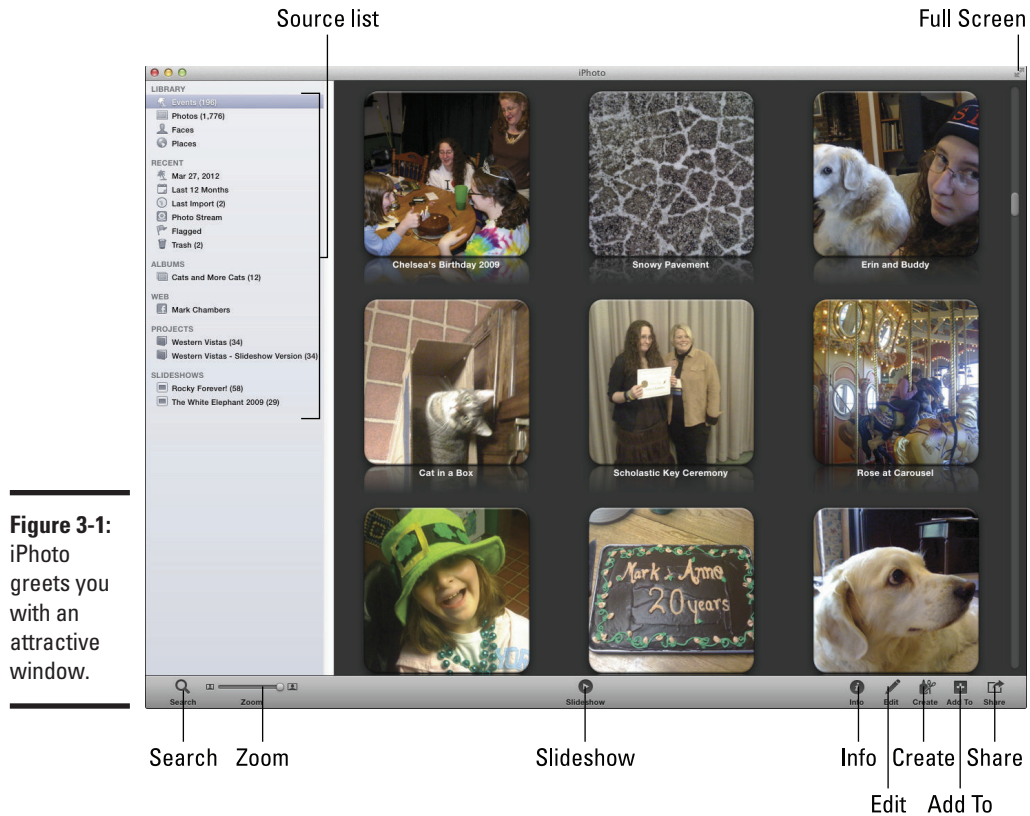 Source list
Full Screen
iPhoto
LIBRARY
Events (196)
Photos (1,776)
Faces
Places
RECENT
Mar 27, 2012
Last 12 Months
Last Import (2)
Photo Stream
Flagged
Trash (2)
ALBUMS
Cats and More Cats (12)
WEB
Mark Chambers
PROJECTS
Western Vistas (34)
Western Vistas - Slideshow Version (34)
SLIDESHOWS
Rocky Forever! (58)
The White Elephant 2009 (29)
Chelsea's Birthday 2009
Snowy Pavement
Erin and Buddy
Cat in a Box
Scholastic Key Ceremony
Rose at Carousel
Mark & Anne
20 years
Search
Zoom
Slideshow
Info
Edit
Create
Add To
Share
Search
Zoom
Slideshow
Info
Create
Share
Edit
Add To
Figure 3-1:
iPhoto
greets you
with an
attractive
window.